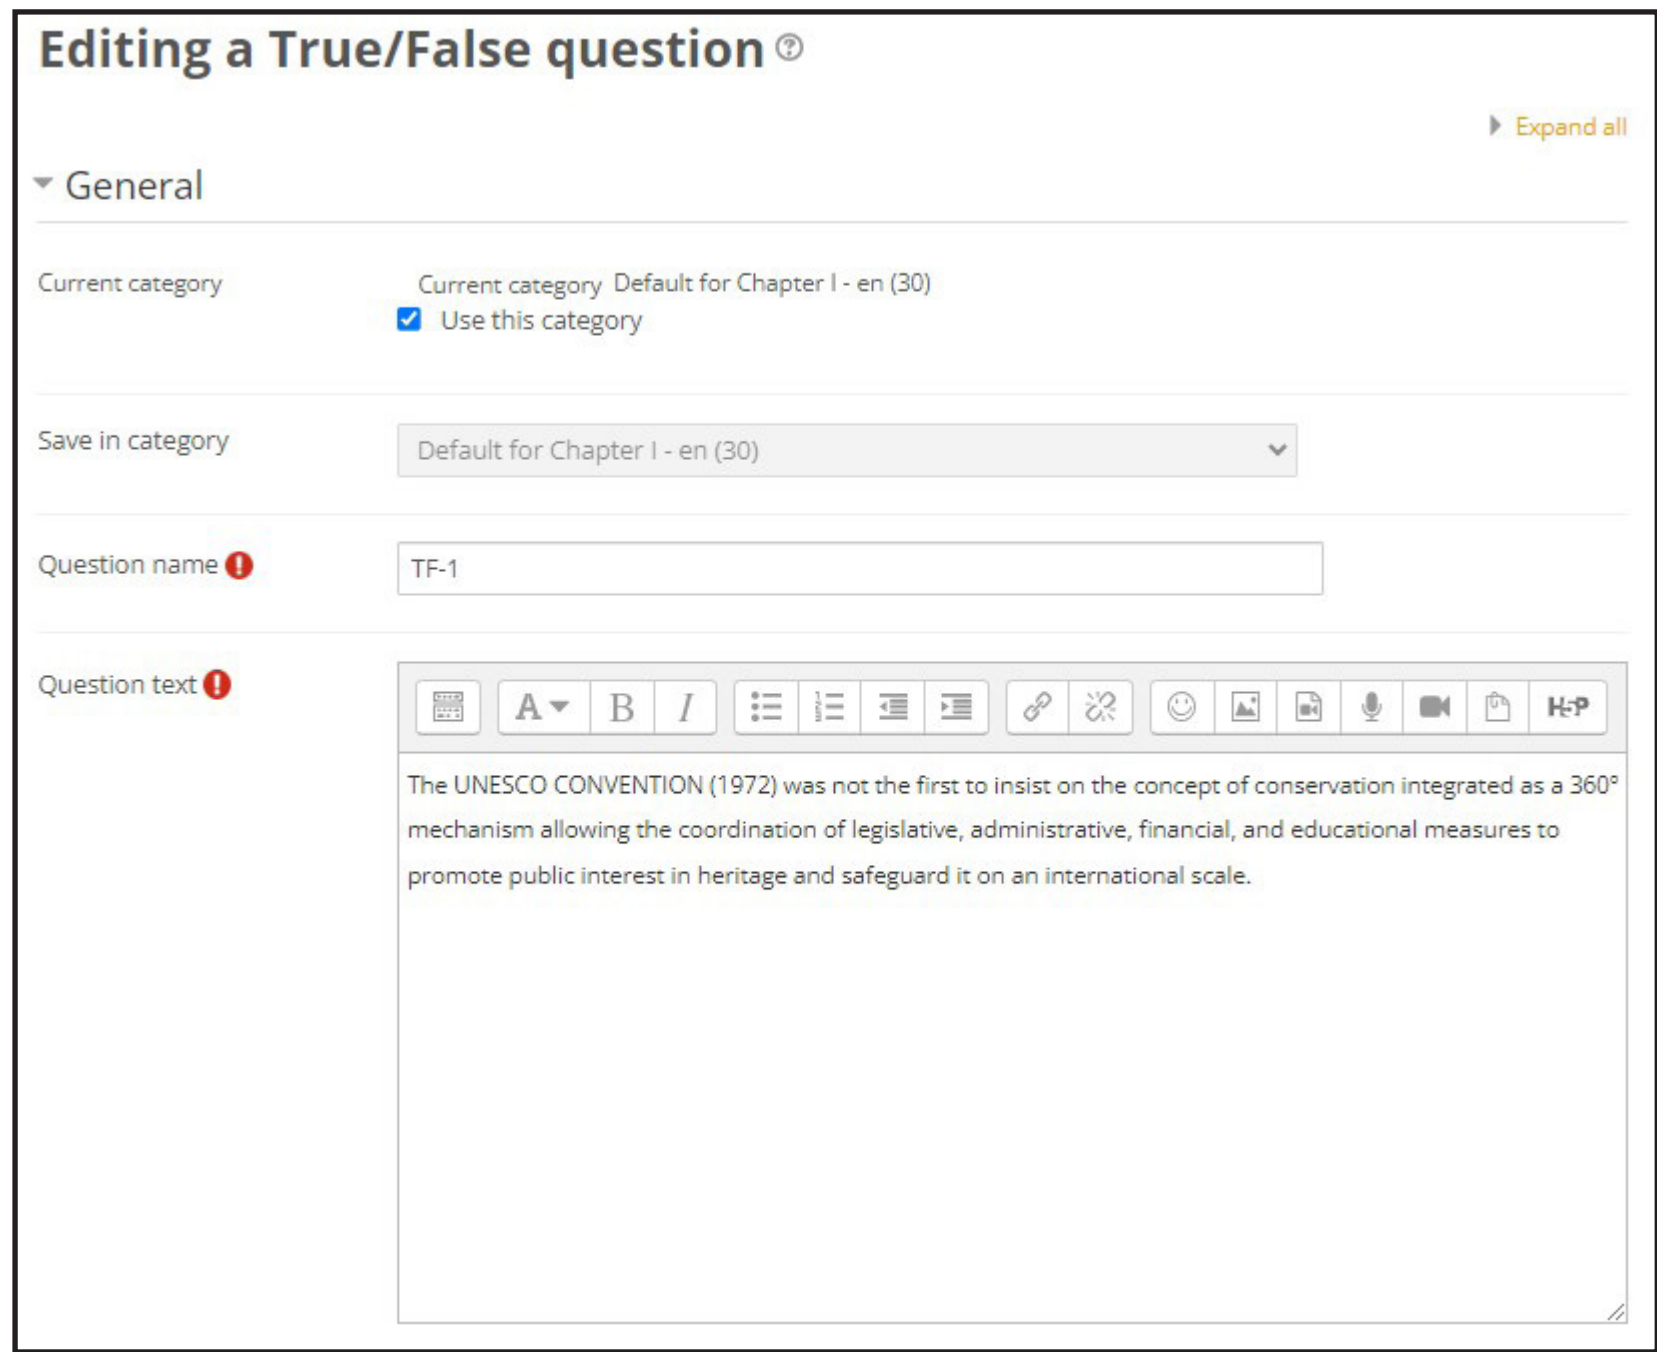 Editing a True/False question
Expand all
General
Current category
Current category Default for Chapter I - en (30)
Use this category
Save in category
Default for Chapter I - en (30)
Question name
TF-1
Question text
A B I H5P
The UNESCO CONVENTION (1972) was not the first to insist on the concept of conservation integrated as a 360º
mechanism allowing the coordination of legislative, administrative, financial, and educational measures to
promote public interest in heritage and safeguard it on an international scale.